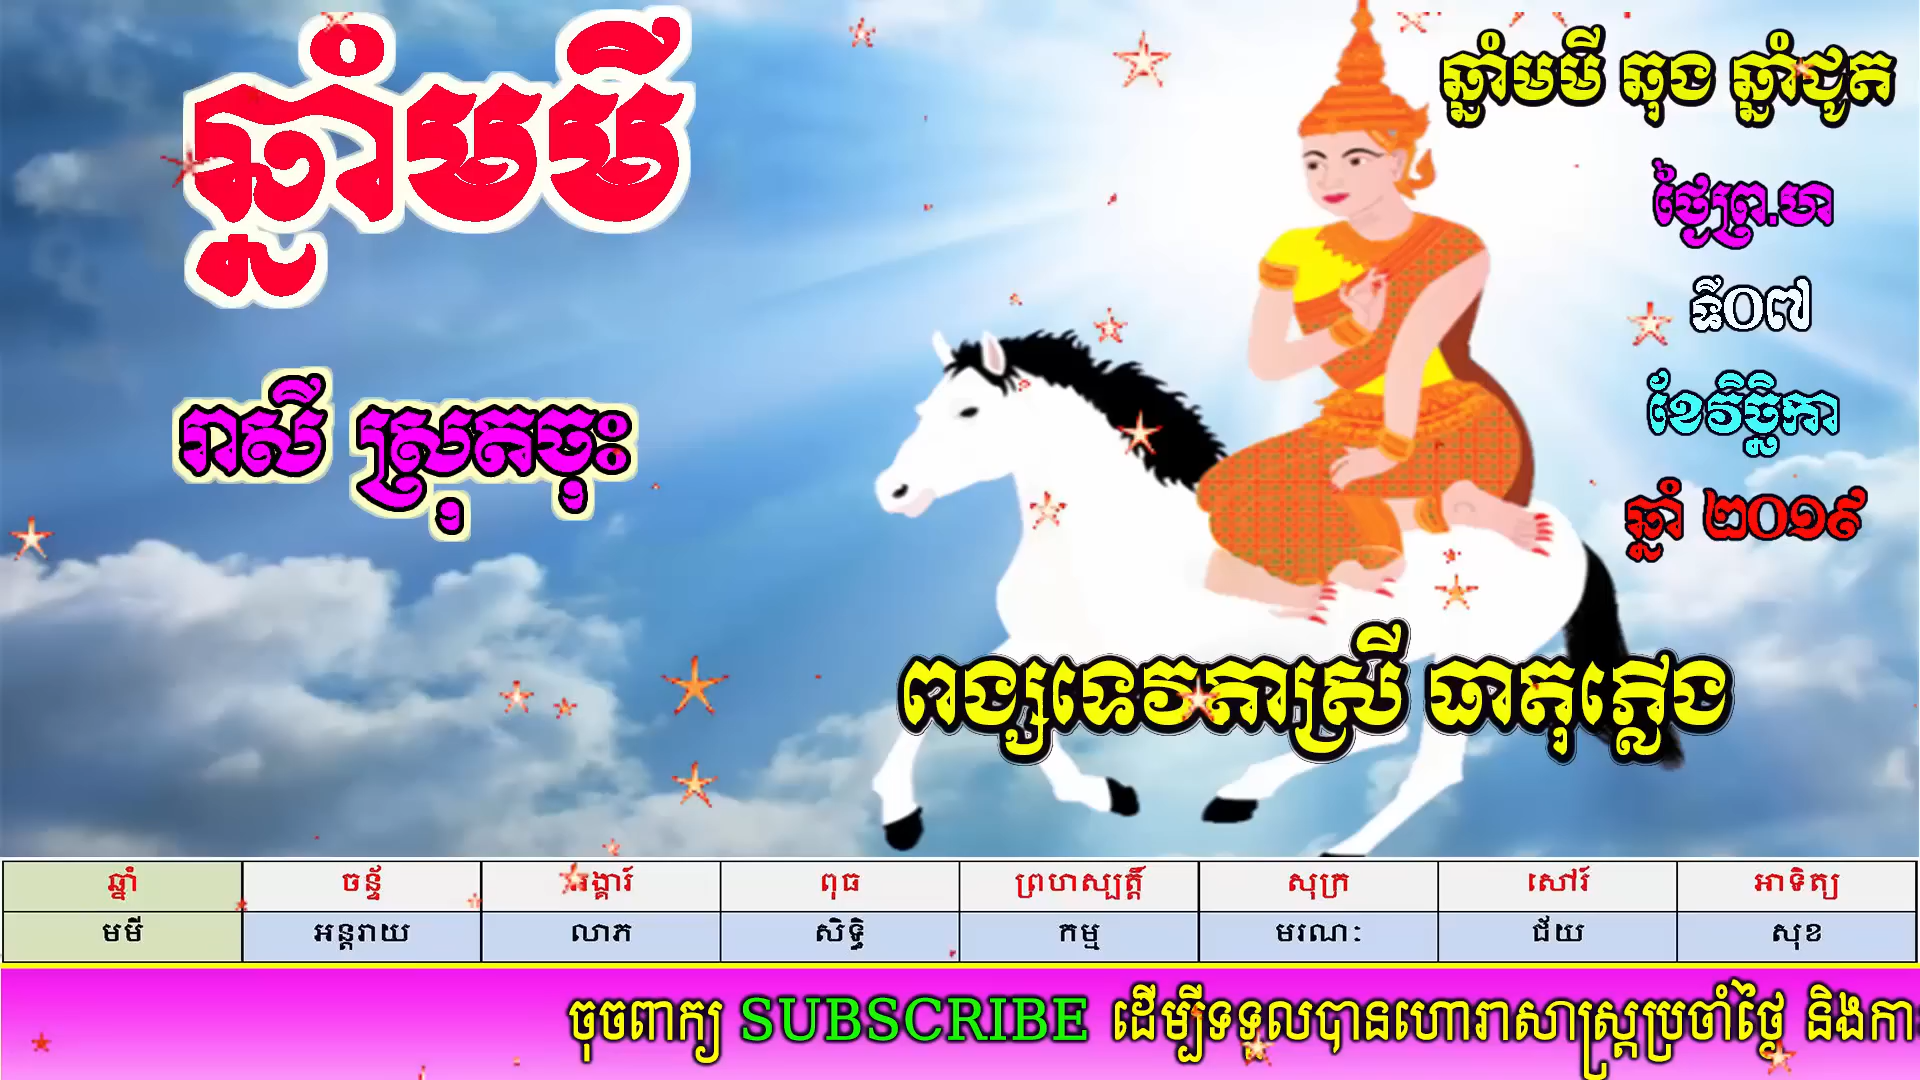 ឆ្នាំមមី
រាសី ស្រុតចុះ
ឆ្នាំមមី ឆុង ឆ្នាំជូត
ថ្ងៃព្រ.ហ
ទី០៧
ខែវិច្ឆិកា
ឆ្នាំ ២០១៩
ពង្សទេវតាស្រី ធាតុភ្លើង
ឆ្នាំ ចន្ទ័ អង្គារ៍ ពុធ ព្រហស្បត្តិ៍ សុក្រ សៅរ៍ អាទិត្យ
មមី អន្តរាយ លាភ សិទ្ធិ កម្ម មរណៈ ជ័យ សុខ
ចុចពាក្យ SUBSCRIBE ដើម្បីទទួលបានហោរាសាស្រ្តប្រចាំថ្ងៃ និងកា